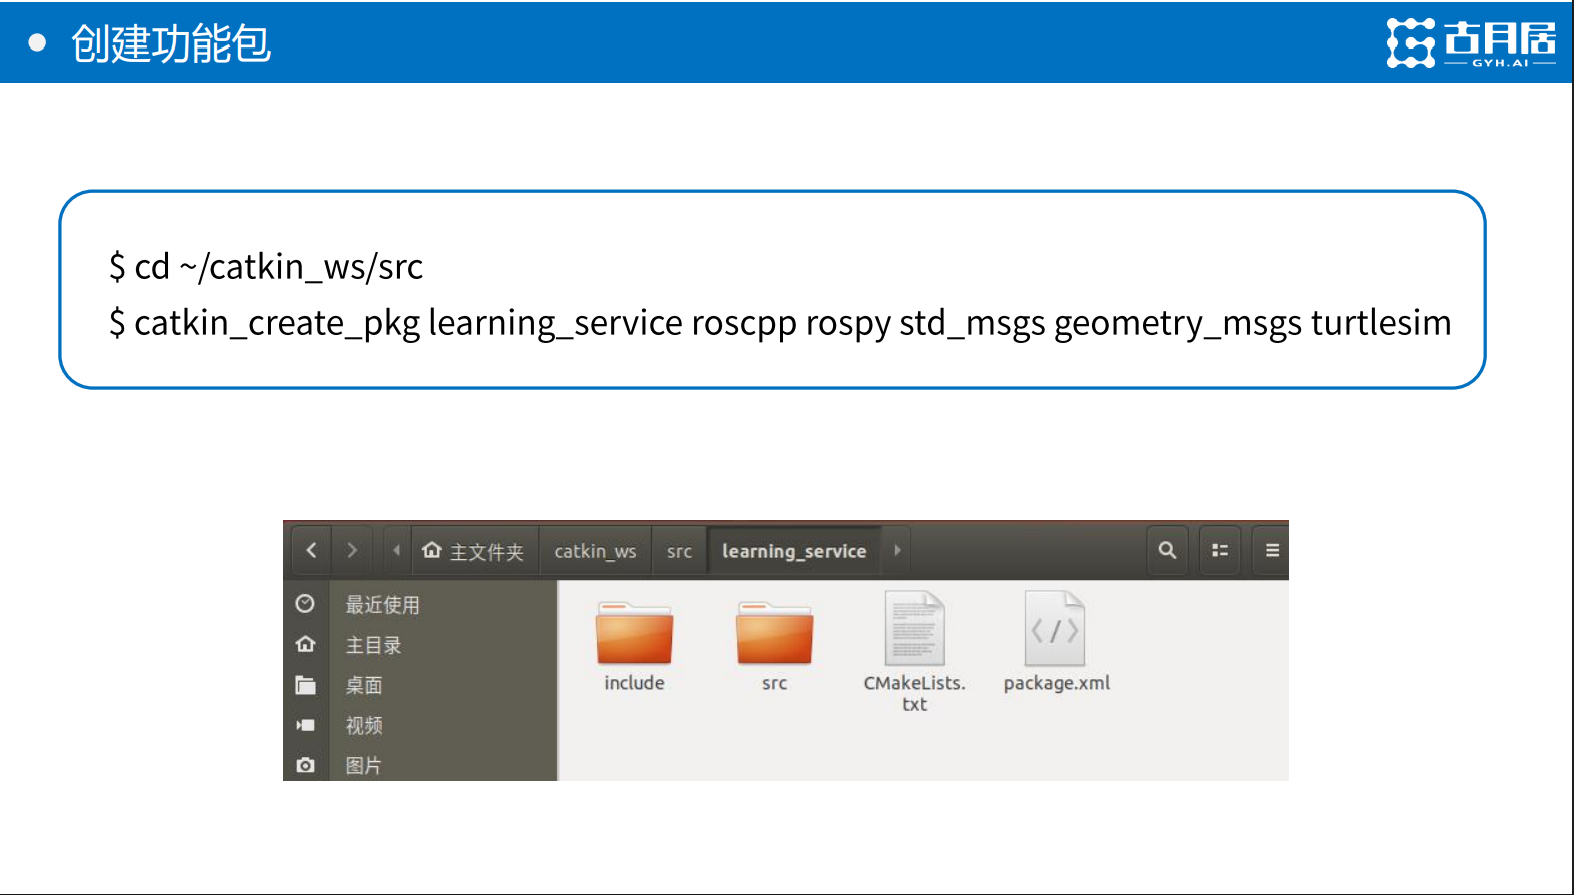 创建功能包
古月居
GYH.AI
$ cd ~/catkin_ws/src
$ catkin_create_pkg learning_service roscpp rospy std_msgs geometry_msgs turtlesim
主文件夹 catkin_ws src learning_service
最近使用
主目录
桌面
视频
图片
include src CMakeLists.txt package.xml